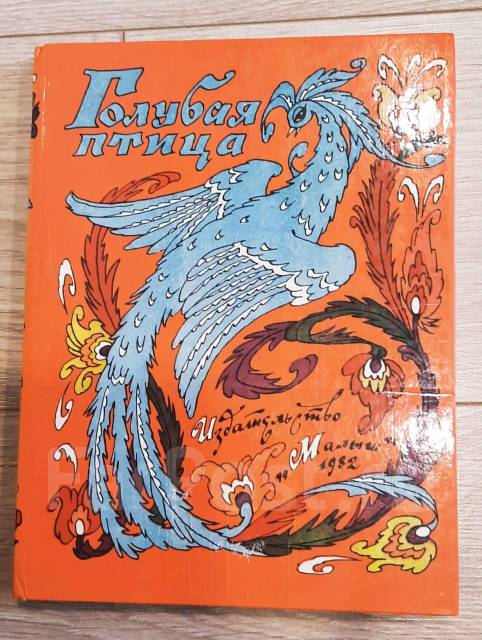 Голубая
птица
Издательство
„Малыш"
1982